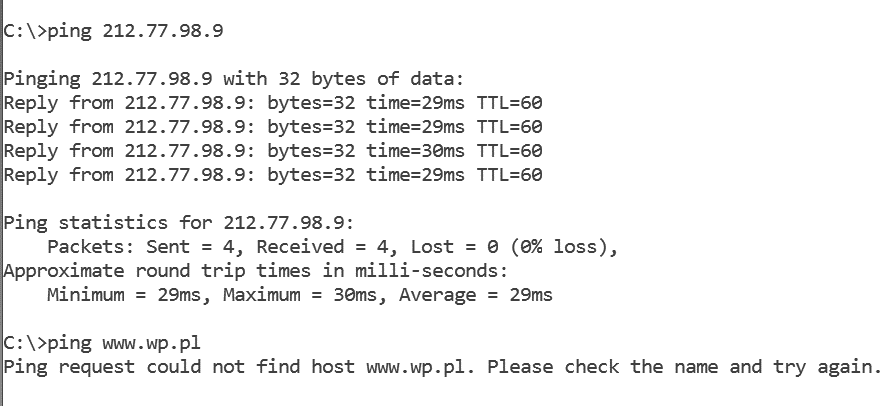 C:\>ping 212.77.98.9
Pinging 212.77.98.9 with 32 bytes of data:
Reply from 212.77.98.9: bytes=32 time=29ms TTL=60
Reply from 212.77.98.9: bytes=32 time=29ms TTL=60
Reply from 212.77.98.9: bytes=32 time=30ms TTL=60
Reply from 212.77.98.9: bytes=32 time=29ms TTL=60
Ping statistics for 212.77.98.9:
    Packets: Sent = 4, Received = 4, Lost = 0 (0% loss),
Approximate round trip times in milli-seconds:
    Minimum = 29ms, Maximum = 30ms, Average = 29ms
C:\>ping www.wp.pl
Ping request could not find host www.wp.pl. Please check the name and try again.